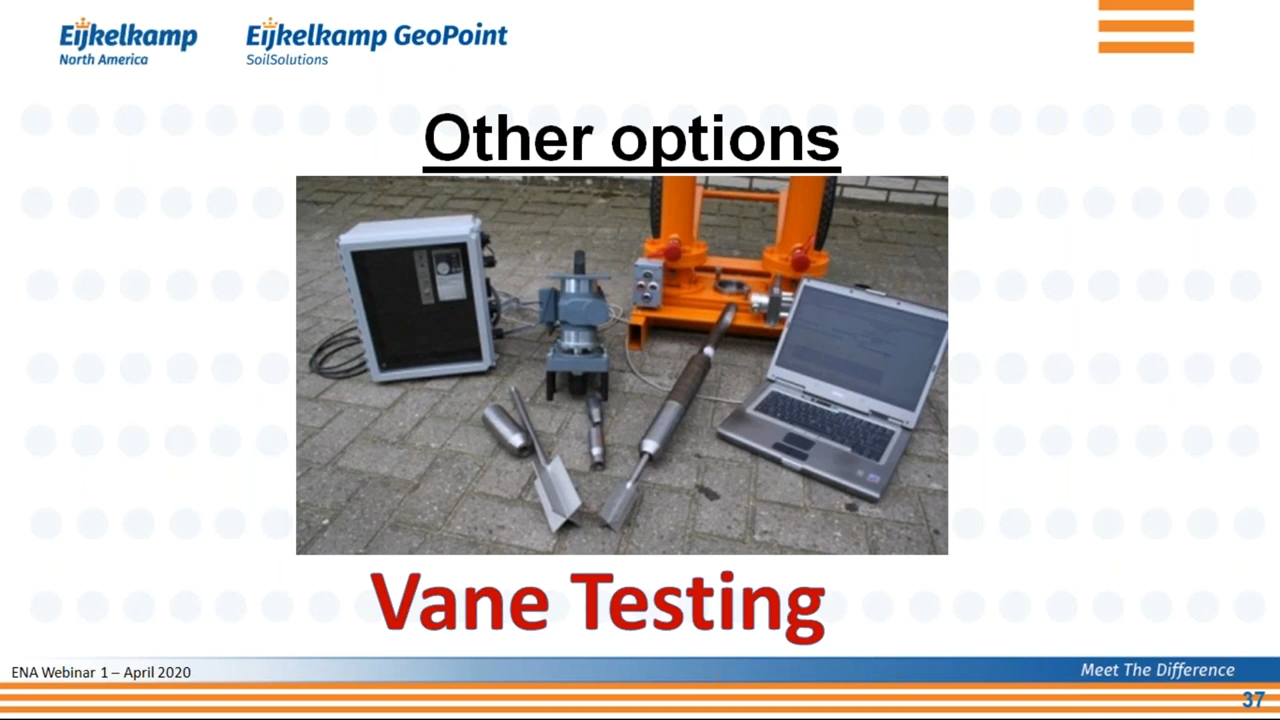 Eijkelkamp
North America
Eijkelkamp GeoPoint
SoilSolutions
Other options
Vane Testing
ENA Webinar 1 – April 2020
Meet The Difference
37